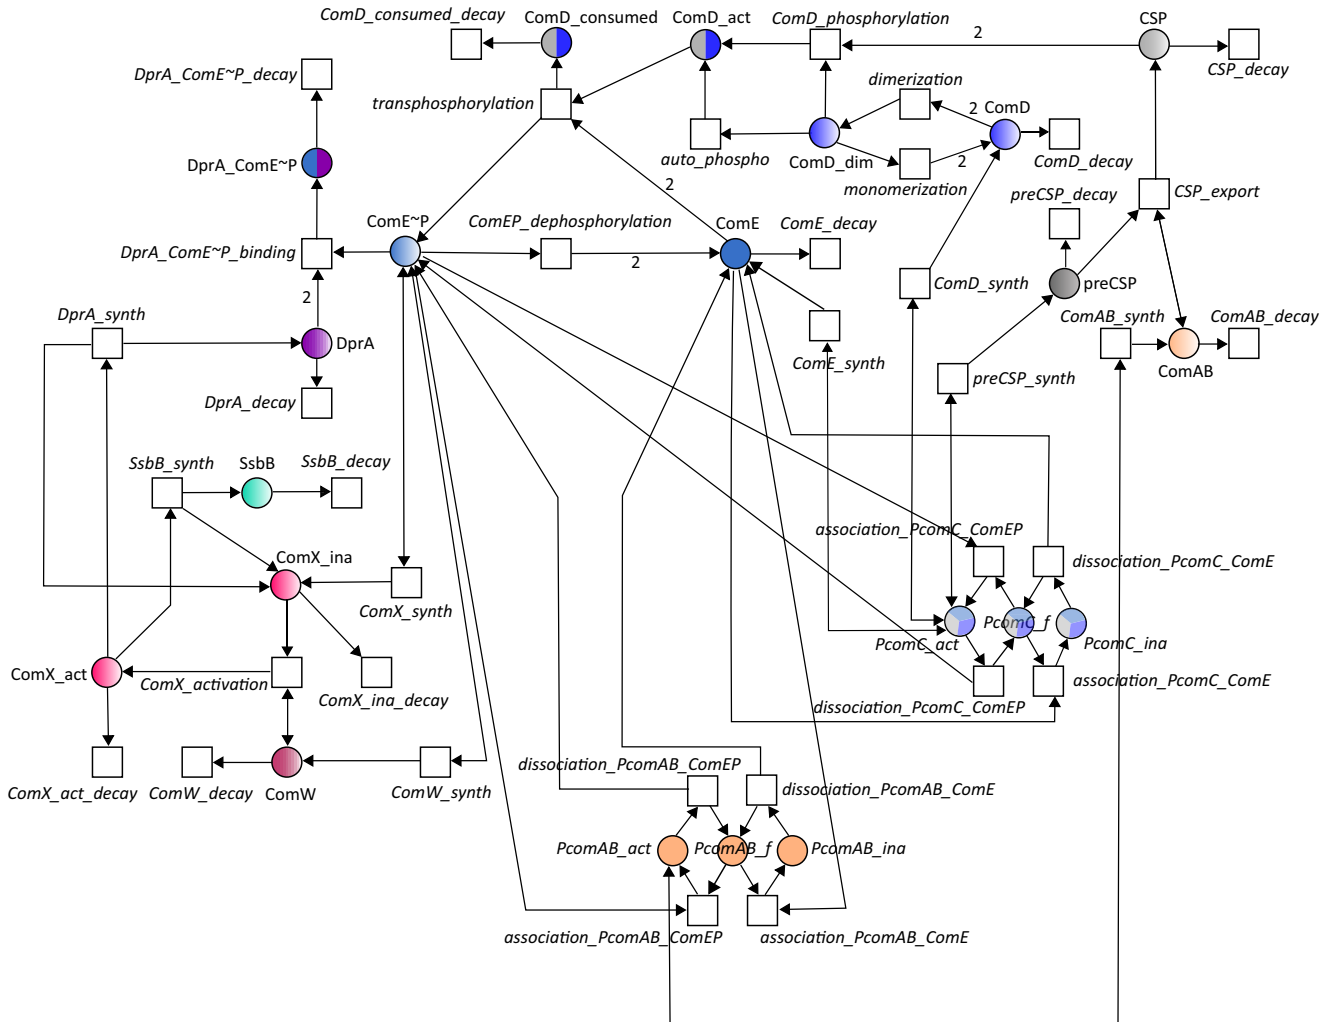 ComD_consumed_decay
ComD_consumed
ComD_act
ComD_phosphorylation
CSP
2
CSP_decay
DprA_ComE~P_decay
transphosphorylation
dimerization
2
ComD
auto_phospho
ComD_dim
monomerization
2
ComD_decay
DprA_ComE~P
2
preCSP_decay
CSP_export
ComE~P
ComEP_dephosphorylation
ComE
ComE_decay
DprA_ComE~P_binding
2
2
ComD_synth
preCSP
DprA_synth
DprA
ComAB_synth
ComAB_decay
ComE_synth
preCSP_synth
ComAB
DprA_decay
SsbB_synth
SsbB
SsbB_decay
association_PcomC_ComEP
ComX_ina
dissociation_PcomC_ComE
ComX_synth
PcomC_act
PcomC_f
PcomC_ina
ComX_act
ComX_activation
ComX_ina_decay
association_PcomC_ComE
dissociation_PcomC_ComEP
ComX_act_decay
ComW_decay
ComW
ComW_synth
dissociation_PcomAB_ComEP
dissociation_PcomAB_ComE
PcomAB_act
PcomAB_f
PcomAB_ina
association_PcomAB_ComEP
association_PcomAB_ComE